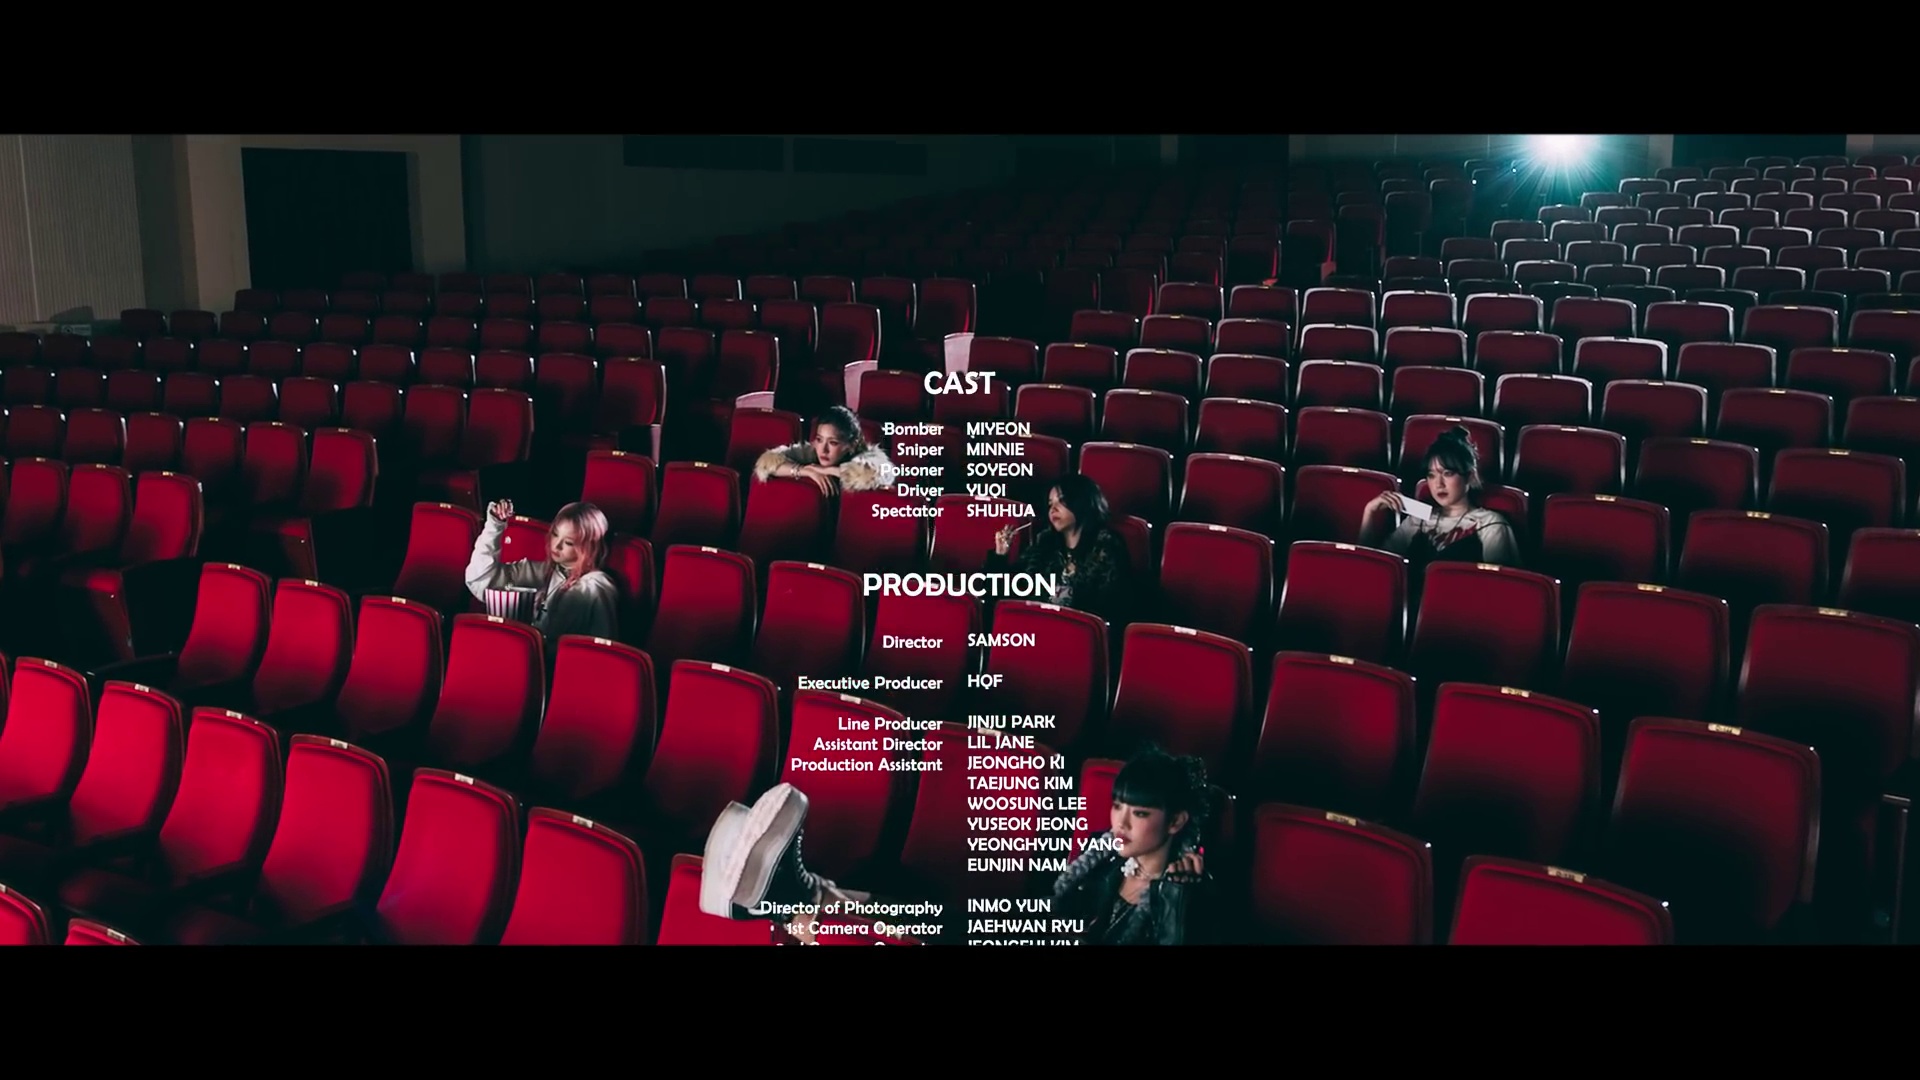 CAST
Bomber MIYEON
Sniper MINNIE
Poisoner SOYEON
Driver YUQI
Spectator SHUHUA
PRODUCTION
Director SAMSON
Executive Producer HQF
Line Producer JINJU PARK
Assistant Director LIL JANE
Production Assistant JEONGHO KI
TAEJUNG KIM
WOOSUNG LEE
YUSEOK JEONG
YEONGHYUN YANG
EUNJIN NAM
Director of Photography INMO YUN
1st Camera Operator JAEHWAN RYU